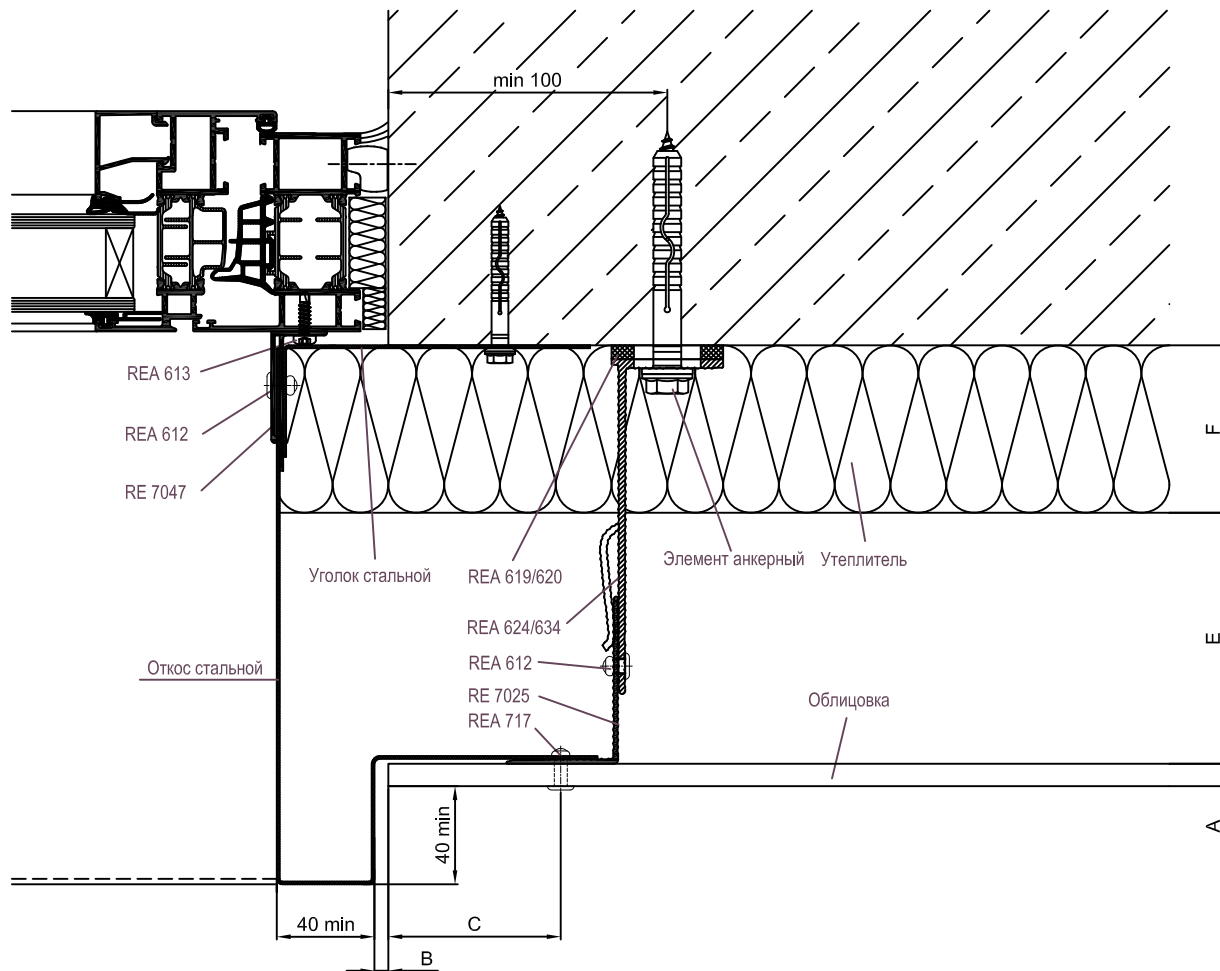 min 100
REA 613
REA 612
RE 7047
F
Уголок стальной
REA 619/620
Элемент анкерный
Утеплитель
REA 624/634
E
Откос стальной
REA 612
RE 7025
REA 717
Облицовка
40 min
A
40 min
C
B